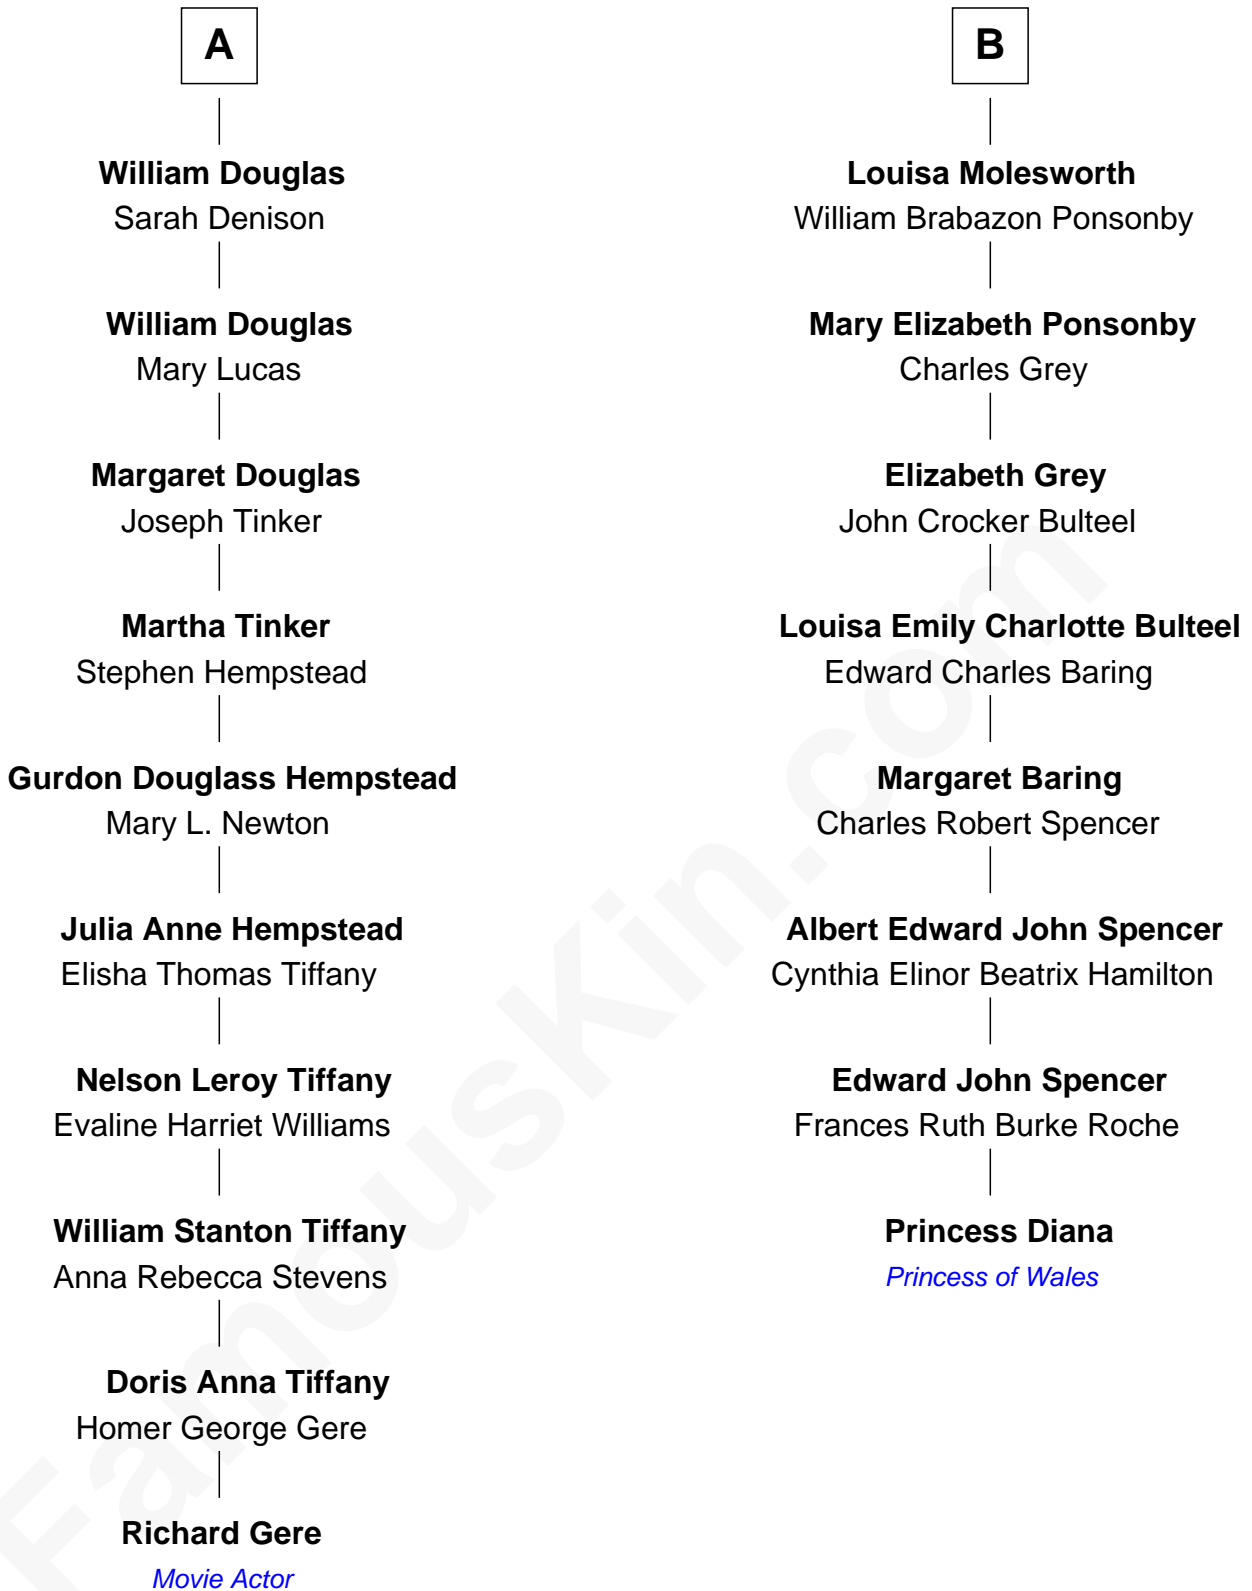 A
William Douglas
Sarah Denison
William Douglas
Mary Lucas
Margaret Douglas
Joseph Tinker
Martha Tinker
Stephen Hempstead
Gurdon Douglass Hempstead
Mary L. Newton
Julia Anne Hempstead
Elisha Thomas Tiffany
Nelson Leroy Tiffany
Evaline Harriet Williams
William Stanton Tiffany
Anna Rebecca Stevens
Doris Anna Tiffany
Homer George Gere
Richard Gere
Movie Actor
B
Louisa Molesworth
William Brabazon Ponsonby
Mary Elizabeth Ponsonby
Charles Grey
Elizabeth Grey
John Crocker Bulteel
Louisa Emily Charlotte Bulteel
Edward Charles Baring
Margaret Baring
Charles Robert Spencer
Albert Edward John Spencer
Cynthia Elinor Beatrix Hamilton
Edward John Spencer
Frances Ruth Burke Roche
Princess Diana
Princess of Wales
FamousKin.com